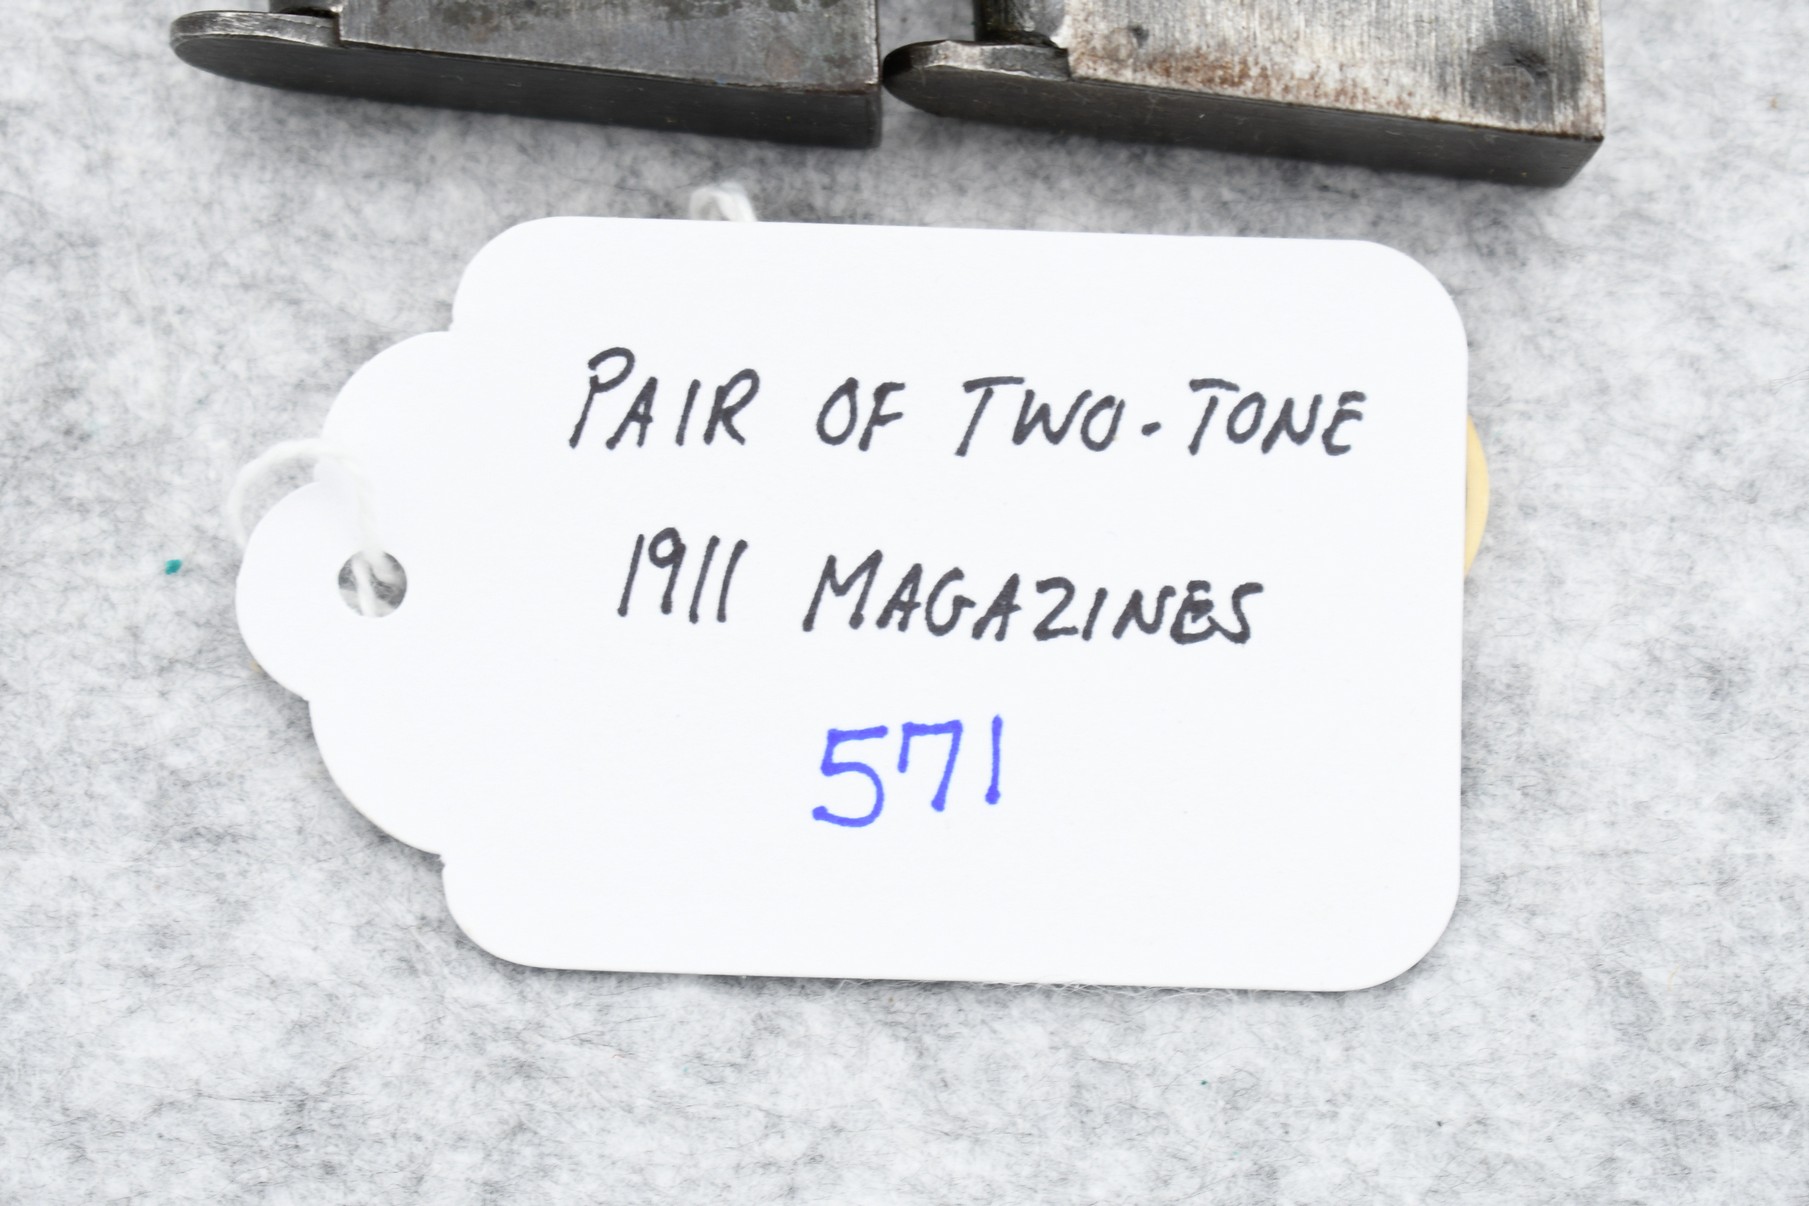 PAIR OF TWO-TONE
1911 MAGAZINES
571